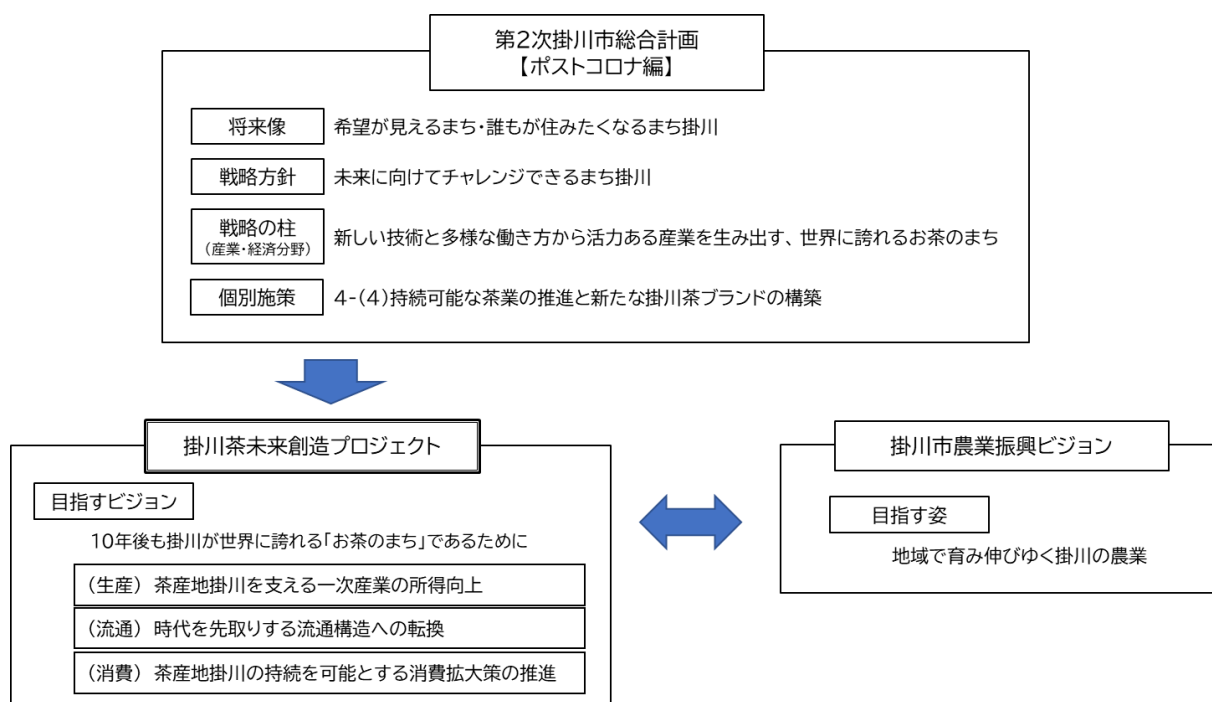 第2次掛川市総合計画
【ポストコロナ編】
将来像 希望が見えるまち・誰もが住みたくなるまち掛川
戦略方針 未来に向けてチャレンジできるまち掛川
戦略の柱
（産業・経済分野）
新しい技術と多様な働き方から活力ある産業を生み出す、世界に誇れるお茶のまち
個別施策 4-(4)持続可能な茶業の推進と新たな掛川茶ブランドの構築
掛川茶未来創造プロジェクト
目指すビジョン
10年後も掛川が世界に誇れる「お茶のまち」であるために
（生産） 茶産地掛川を支える一次産業の所得向上
（流通） 時代を先取りする流通構造への転換
（消費） 茶産地掛川の持続を可能とする消費拡大策の推進
掛川市農業振興ビジョン
目指す姿
地域で育み伸びゆく掛川の農業